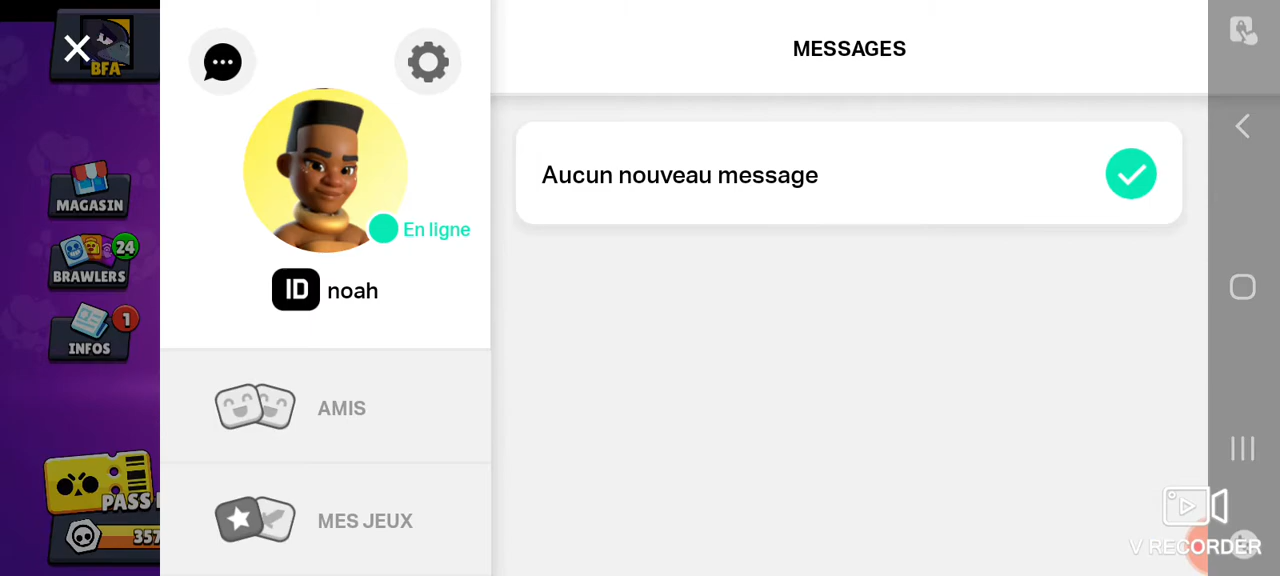 BFA
MAGASIN
24
BRAWLERS
1
INFOS
PASS
357
En ligne
ID noah
AMIS
MES JEUX
MESSAGES
Aucun nouveau message
V RECORDER